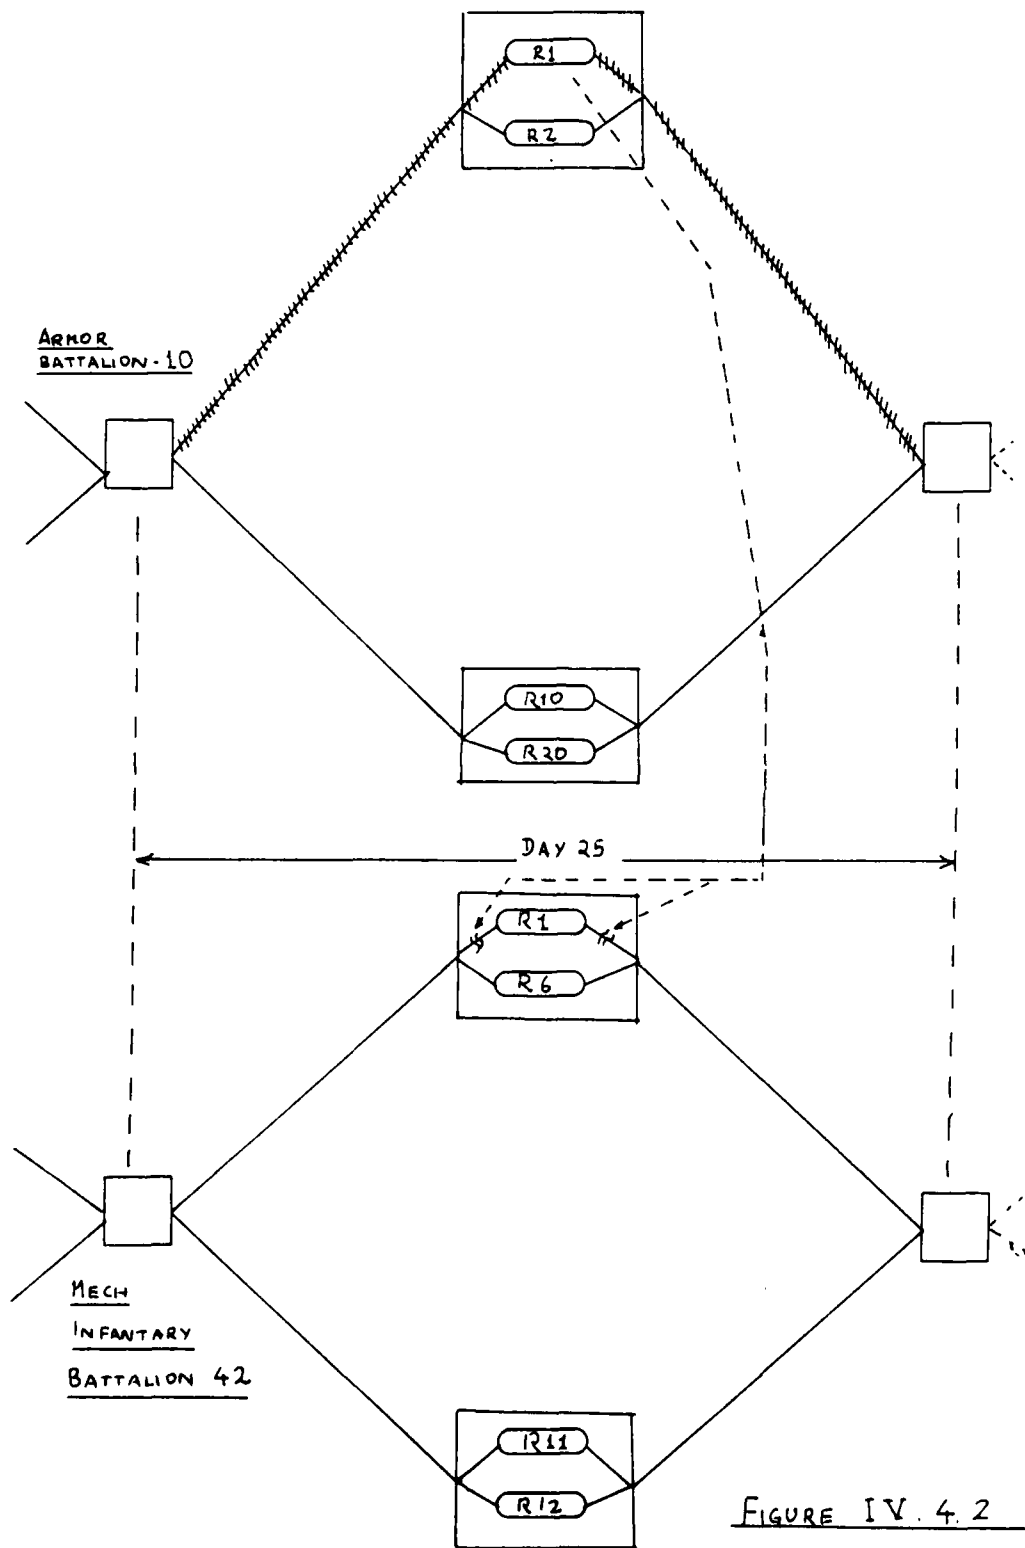 R1
R2
ARMOR
BATTALION-10
R10
R20
DAY 25
R1
R6
MECH
INFANTARY
BATTALION 42
R11
R12
FIGURE IV.4.2